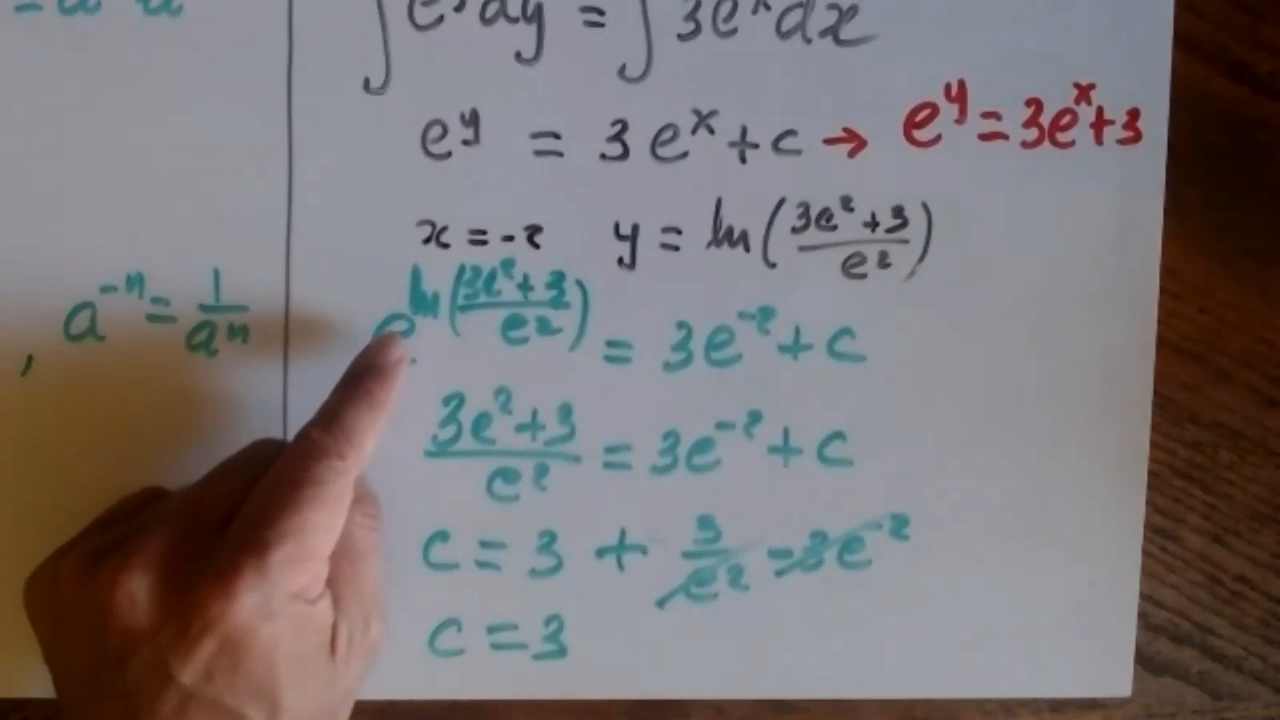 = a a
∫ e^y dy = ∫ 3e^x dx
e^y = 3e^x + c → e^y = 3e^x + 3
x = -2 y = ln((3e^2 + 3)/e^2)
, a^-n = 1/a^n
e^ln((3e^2 + 3)/e^2) = 3e^-2 + c
(3e^2 + 3)/e^2 = 3e^-2 + c
c = 3 + 3/e^2 - 3e^-2
c = 3